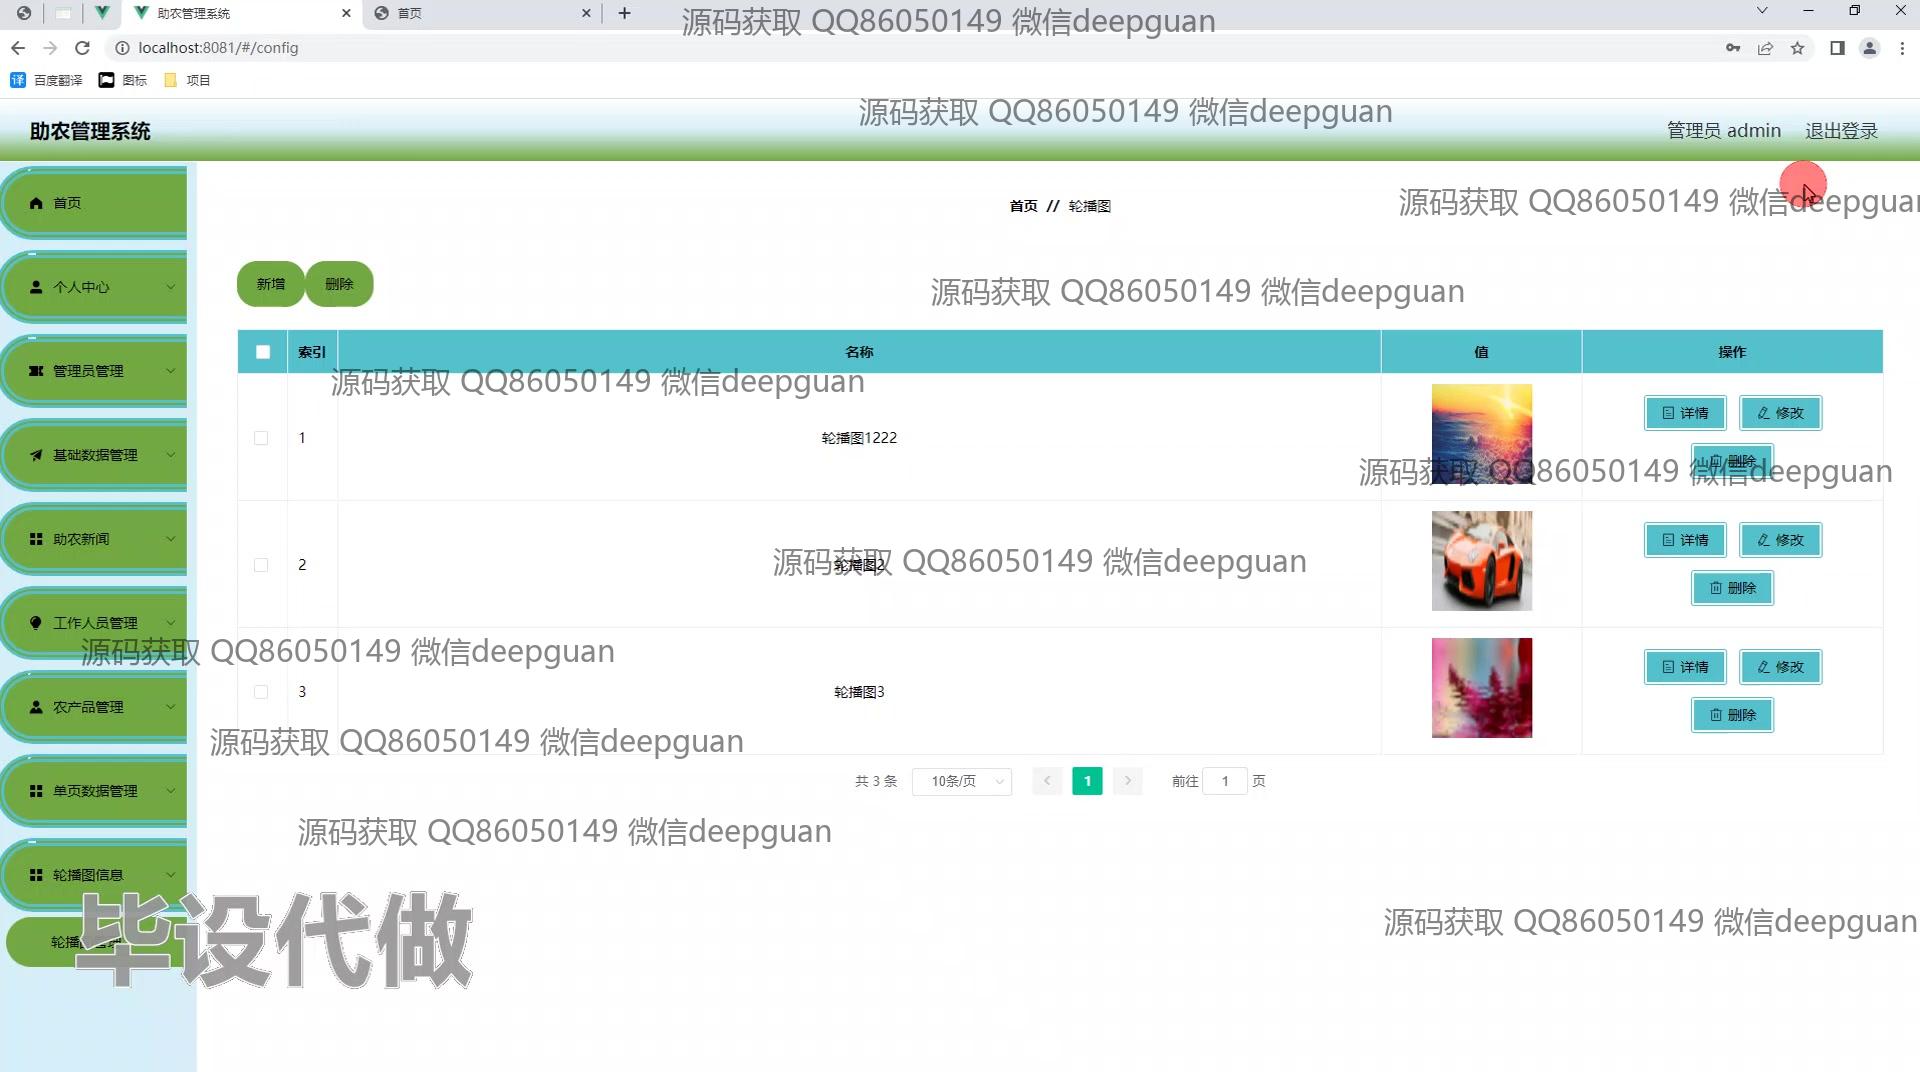 助农管理系统
首页
源码获取 QQ86050149 微信deepguan
localhost:8081/#/config
百度翻译
图标
项目
源码获取 QQ86050149 微信deepguan
助农管理系统
管理员 admin
退出登录
首页
首页 // 轮播图
源码获取 QQ86050149 微信deepguan
个人中心
新增
删除
源码获取 QQ86050149 微信deepguan
管理员管理
索引
名称
值
操作
源码获取 QQ86050149 微信deepguan
1
轮播图1222
详情
修改
删除
基础数据管理
源码获取 QQ86050149 微信deepguan
助农新闻
2
轮播图2
详情
修改
删除
源码获取 QQ86050149 微信deepguan
工作人员管理
源码获取 QQ86050149 微信deepguan
3
轮播图3
详情
修改
删除
农产品管理
源码获取 QQ86050149 微信deepguan
单页数据管理
共 3 条
10条/页
1
前往 1 页
源码获取 QQ86050149 微信deepguan
轮播图信息
轮播图管理
毕设代做
源码获取 QQ86050149 微信deepguan